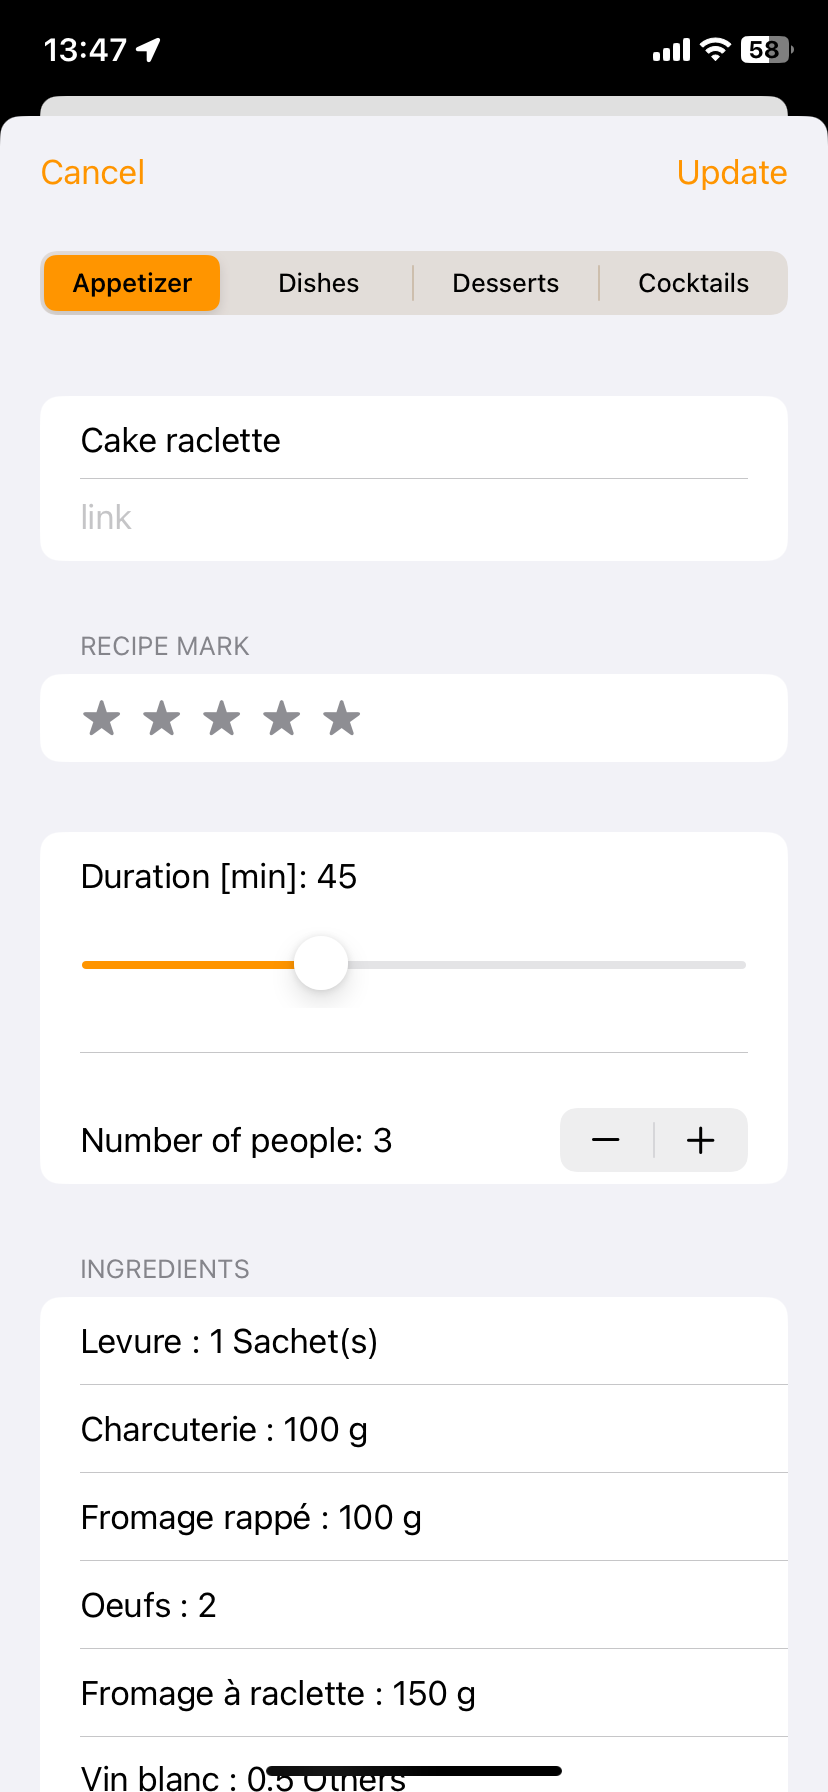 13:47
58
Cancel
Update
Appetizer
Dishes
Desserts
Cocktails
Cake raclette
link
RECIPE MARK
Duration [min]: 45
Number of people: 3
INGREDIENTS
Levure : 1 Sachet(s)
Charcuterie : 100 g
Fromage rappé : 100 g
Oeufs : 2
Fromage à raclette : 150 g
Vin blanc : 0.5 Others